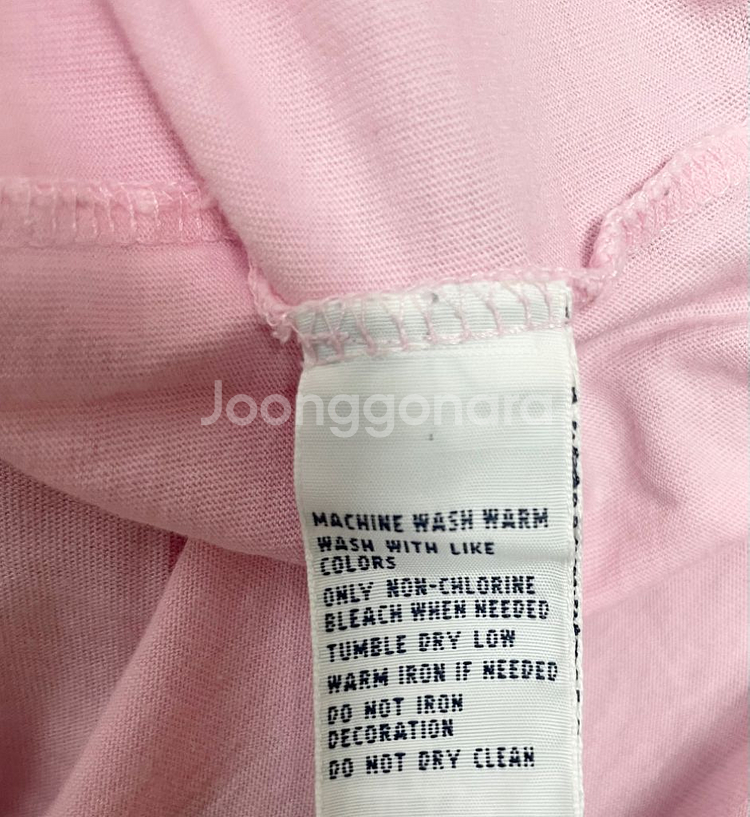 Joonggonara
MACHINE WASH WARM
WASH WITH LIKE
COLORS
ONLY NON-CHLORINE
BLEACH WHEN NEEDED
TUMBLE DRY LOW
WARM IRON IF NEEDED
DO NOT IRON
DECORATION
DO NOT DRY CLEAN